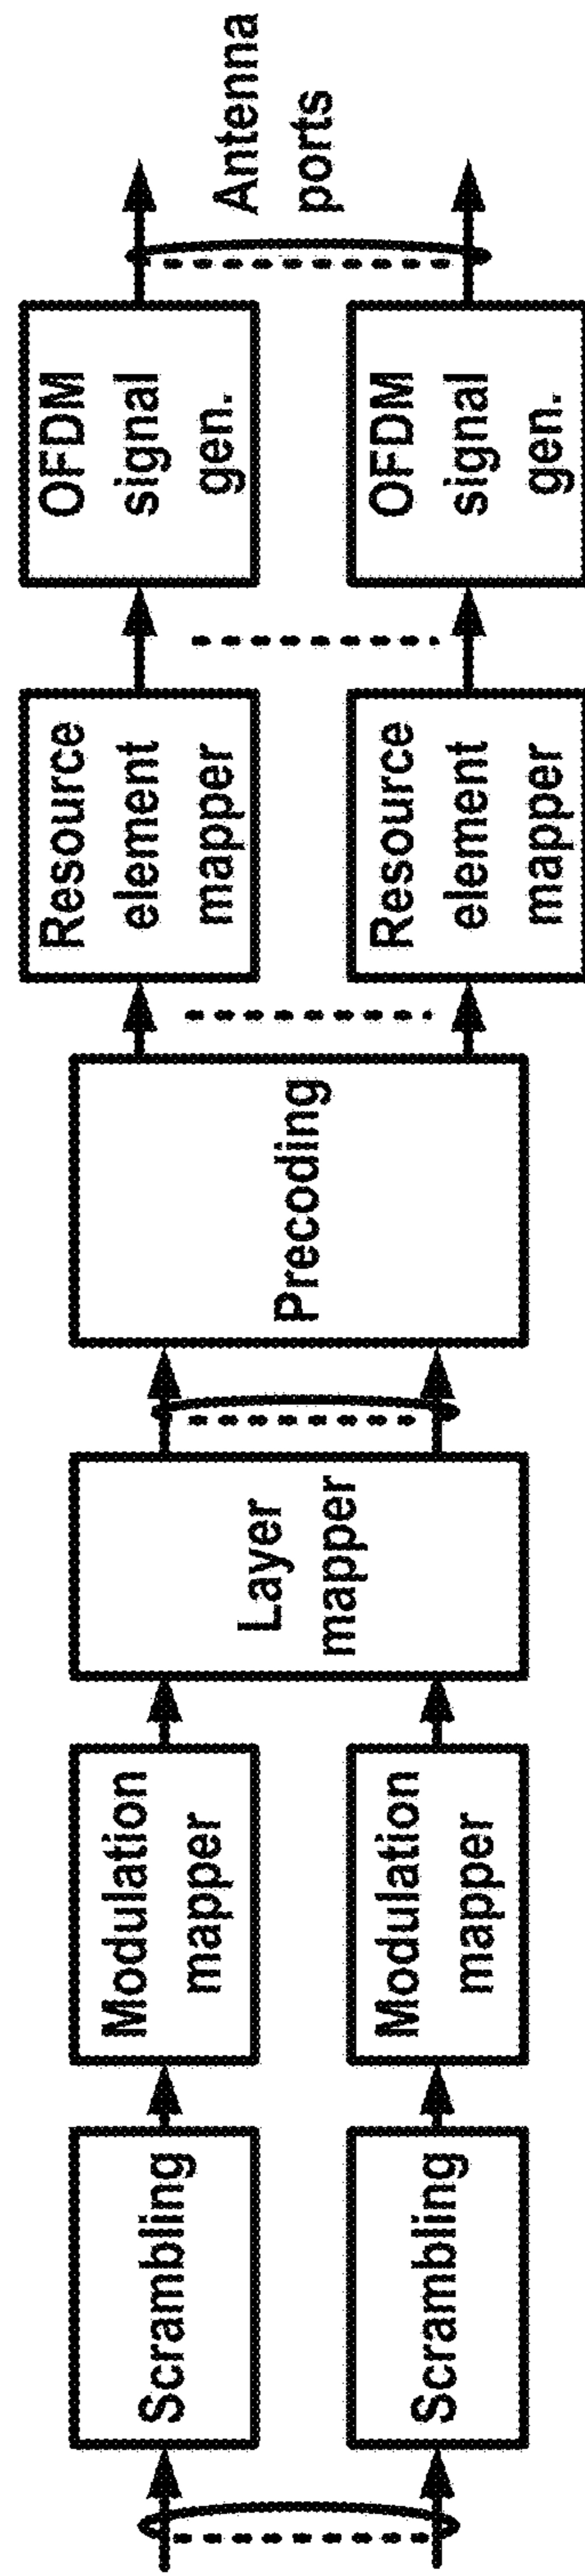 Scrambling
Modulation
mapper
Layer
mapper
Precoding
Resource
element
mapper
OFDM
signal
gen.
Antenna
ports
Scrambling
Modulation
mapper
Resource
element
mapper
OFDM
signal
gen.